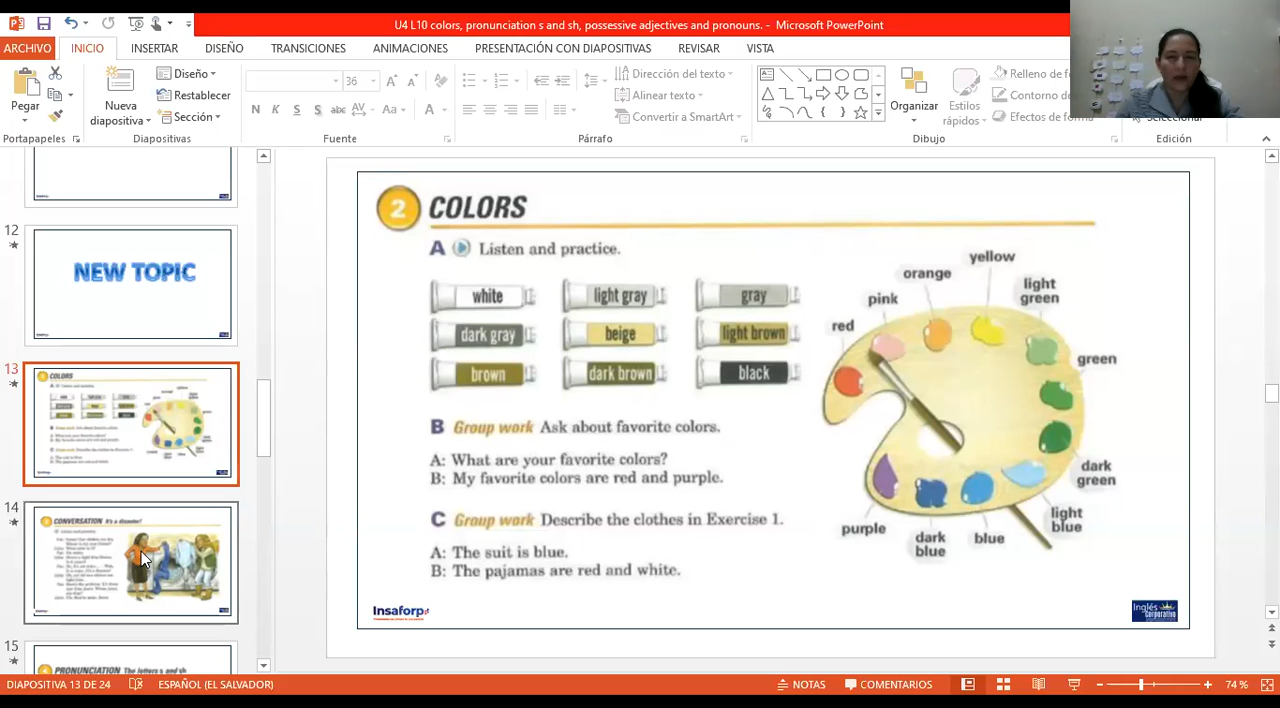 U4 L10 colors, pronunciation s and sh, possessive adjectives and pronouns. - Microsoft PowerPoint
ARCHIVO INICIO INSERTAR DISEÑO TRANSICIONES ANIMACIONES PRESENTACIÓN CON DIAPOSITIVAS REVISAR VISTA
Pegar
Nueva diapositiva
Diseño
Restablecer
Sección
36
N K S S abc AV Aa A
Dirección del texto
Alinear texto
Convertir a SmartArt
Organizar
Estilos rápidos
Relleno de
Contorno de
Efectos de forma
Seleccionar
Portapapeles Diapositivas Fuente Párrafo Dibujo Edición
12
NEW TOPIC
13
COLORS
14
CONVERSATION It's a disaster!
15
PRONUNCIATION The letters s and sh
2 COLORS
A Listen and practice.
white light gray gray
dark gray beige light brown
brown dark brown black
red
pink
orange
yellow
light green
green
dark green
light blue
blue
dark blue
purple
B Group work Ask about favorite colors.
A: What are your favorite colors?
B: My favorite colors are red and purple.
C Group work Describe the clothes in Exercise 1.
A: The suit is blue.
B: The pajamas are red and white.
Insaforp
Inglés Corporativo
DIAPOSITIVA 13 DE 24 ESPAÑOL (EL SALVADOR) NOTAS COMENTARIOS 74 %